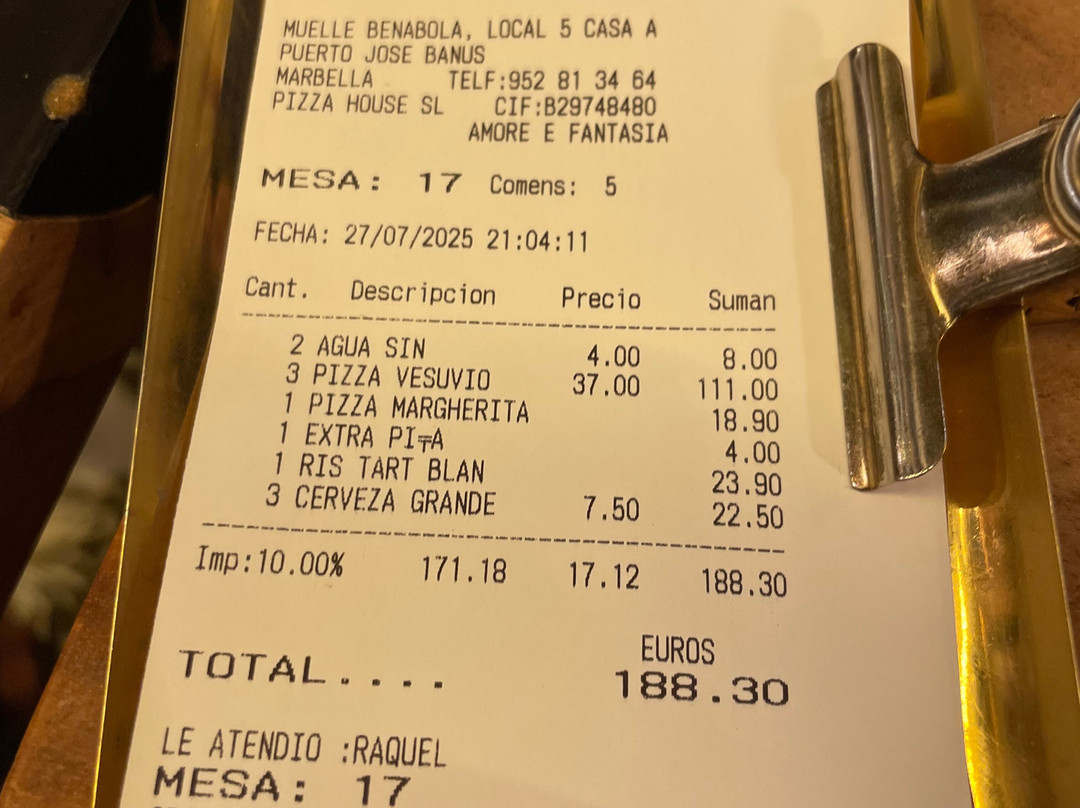 MUELLE BENABOLA, LOCAL 5 CASA A
PUERTO JOSE BANUS
MARBELLA TELF:952 81 34 64
PIZZA HOUSE SL CIF:B29748480
AMORE E FANTASIA
MESA: 17 Comens: 5
FECHA: 27/07/2025 21:04:11
Cant. Descripcion Precio Suman
2 AGUA SIN 4.00 8.00
3 PIZZA VESUVIO 37.00 111.00
1 PIZZA MARGHERITA 18.90
1 EXTRA 4.00
1 RIS TART BLAN 23.90
3 CERVEZA GRANDE 7.50 22.50
Imp:10.00% 171.18 17.12 188.30
EUROS
TOTAL.... 188.30
LE ATENDIO :RAQUEL
MESA: 17